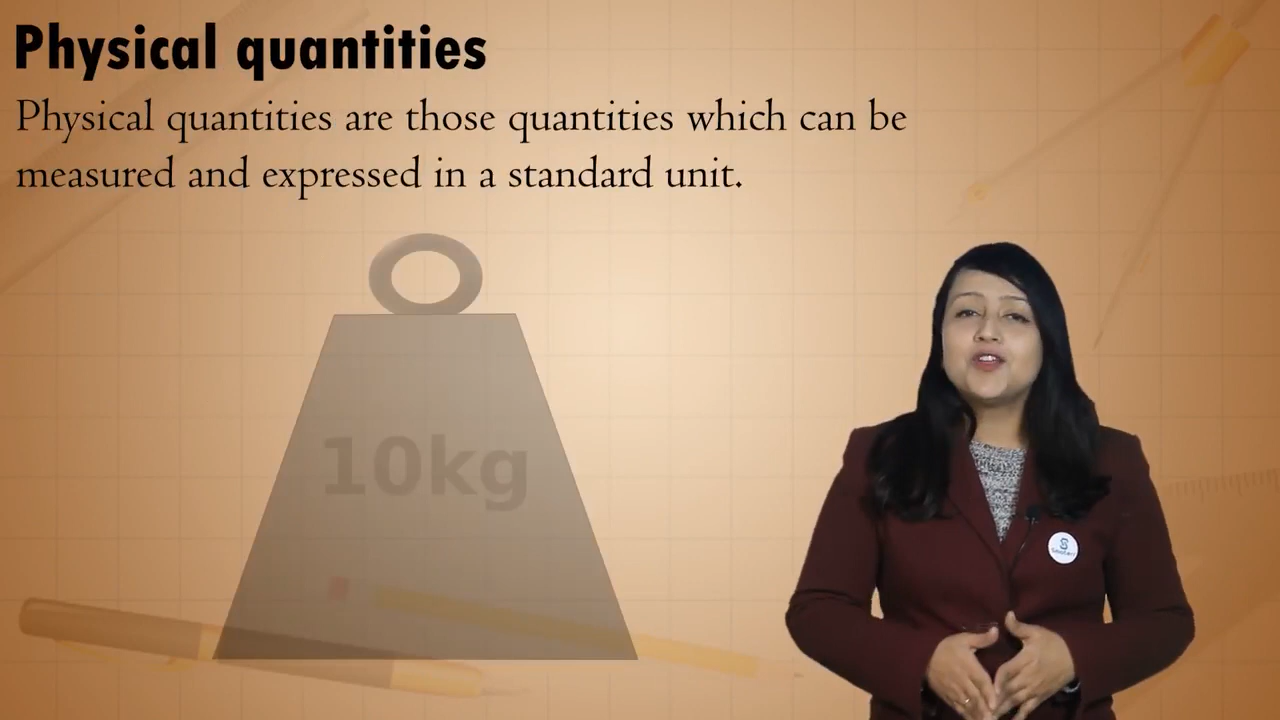 Physical quantities
Physical quantities are those quantities which can be
measured and expressed in a standard unit.
10kg